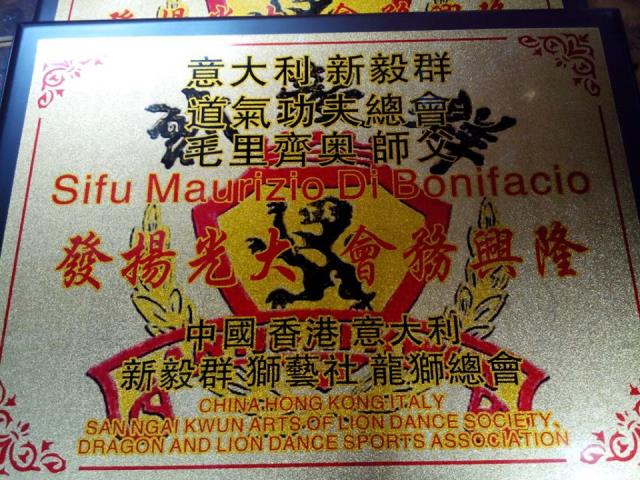 意大利 新毅群
道氣功夫總會
毛里齊奥 師父
Sifu Maurizio Di Bonifacio
發揚光大 會務興隆
中國 香港 意大利
新毅群 獅藝社 龍獅總會
CHINA HONG KONG ITALY
SAN NGAI KWUN ARTS OF LION DANCE SOCIETY,
DRAGON AND LION DANCE SPORTS ASSOCIATION